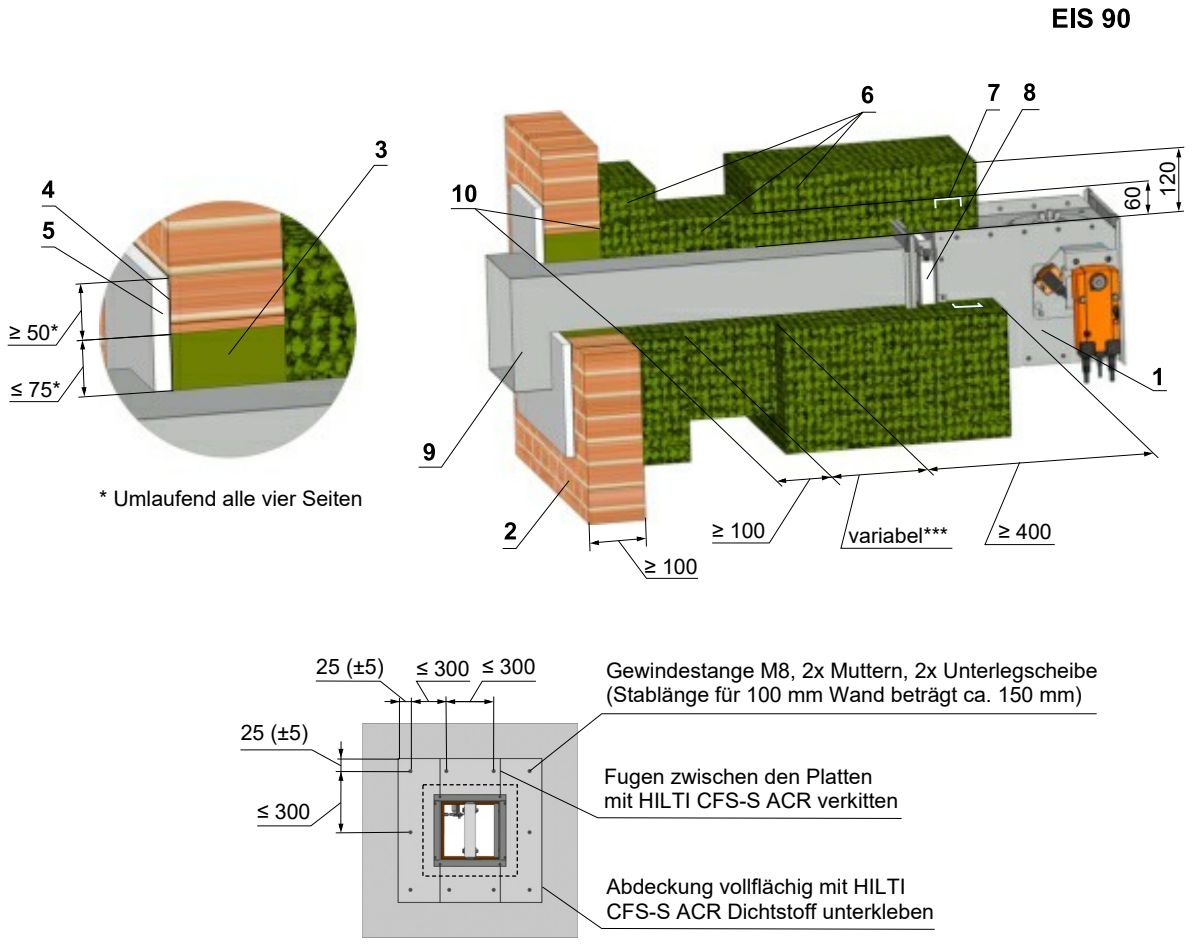 EIS 90
6
7
8
3
10
4
5
120
60
≥ 50*
≤ 75*
1
9
* Umlaufend alle vier Seiten
2
≥ 100
variabel***
≥ 400
≥ 100
25 (±5)
≤ 300
≤ 300
Gewindestange M8, 2x Muttern, 2x Unterlegscheibe
(Stablänge für 100 mm Wand beträgt ca. 150 mm)
25 (±5)
≤ 300
Fugen zwischen den Platten
mit HILTI CFS-S ACR verkitten
Abdeckung vollflächig mit HILTI
CFS-S ACR Dichtstoff unterkleben